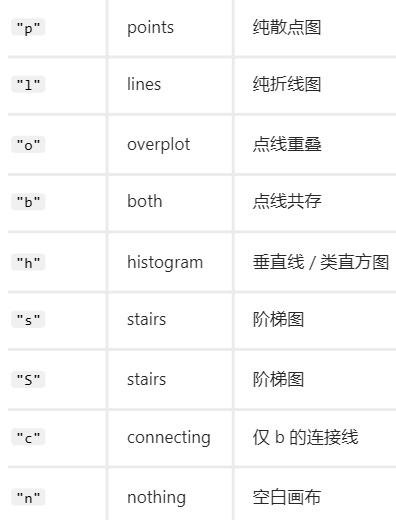 "p" points 纯散点图
"l" lines 纯折线图
"o" overplot 点线重叠
"b" both 点线共存
"h" histogram 垂直线 / 类直方图
"s" stairs 阶梯图
"S" stairs 阶梯图
"c" connecting 仅 b 的连接线
"n" nothing 空白画布